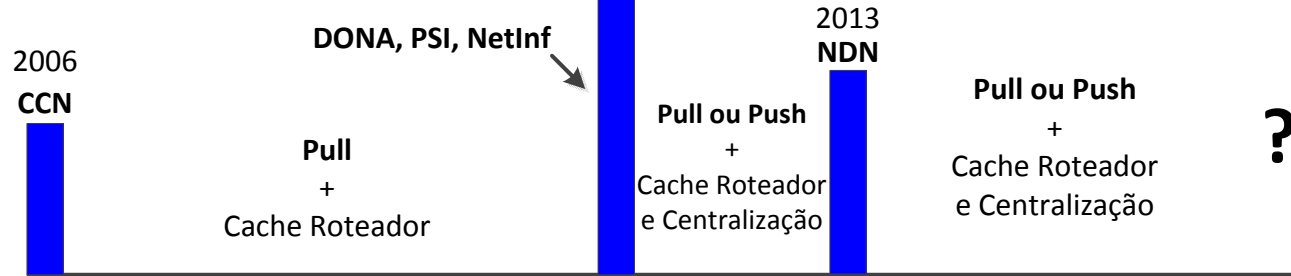 2006
CCN
Pull
+
Cache Roteador
DONA, PSI, NetInf
Pull ou Push
+
Cache Roteador
e Centralização
2013
NDN
Pull ou Push
+
Cache Roteador
e Centralização
?